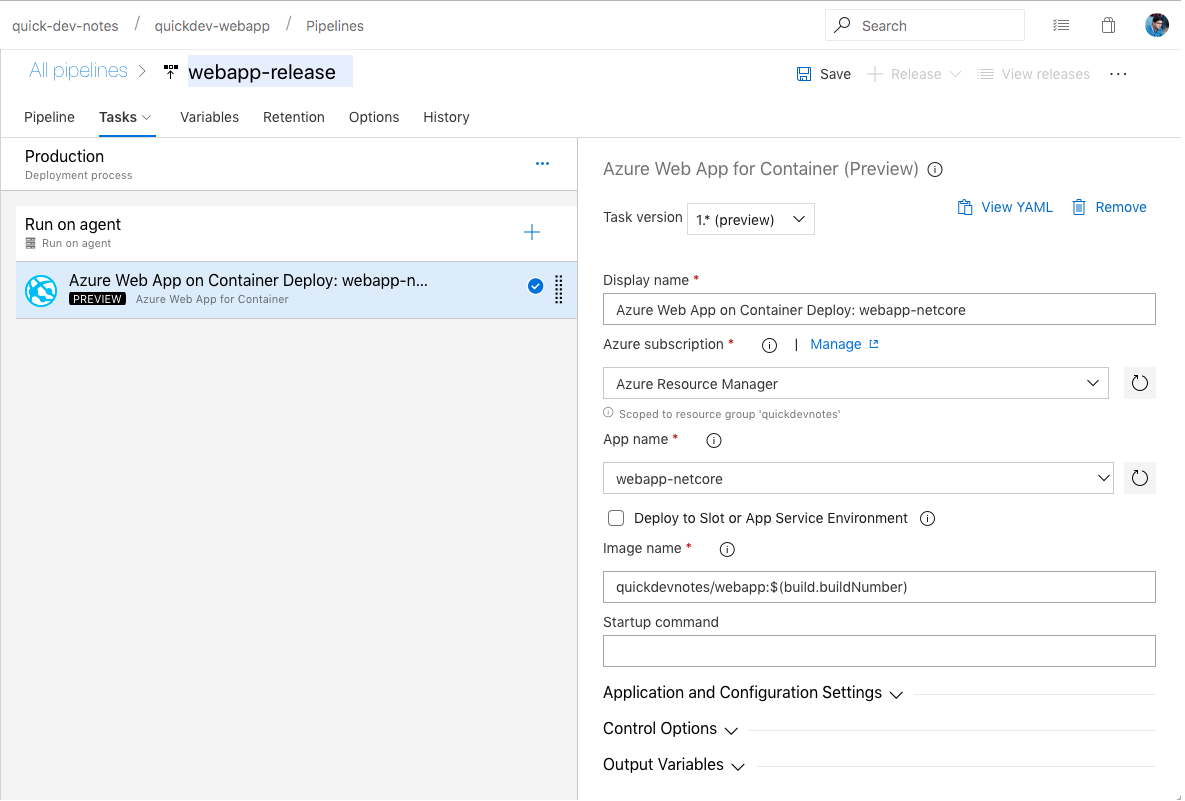 quick-dev-notes / quickdev-webapp / Pipelines
Search
All pipelines > webapp-release
Save
Release
View releases
Pipeline
Tasks
Variables
Retention
Options
History
Production
Deployment process
Run on agent
Run on agent
Azure Web App on Container Deploy: webapp-n...
PREVIEW Azure Web App for Container
Azure Web App for Container (Preview)
Task version 1.* (preview)
View YAML
Remove
Display name *
Azure Web App on Container Deploy: webapp-netcore
Azure subscription * | Manage
Azure Resource Manager
Scoped to resource group 'quickdevnotes'
App name *
webapp-netcore
Deploy to Slot or App Service Environment
Image name *
quickdevnotes/webapp:$(build.buildNumber)
Startup command
Application and Configuration Settings
Control Options
Output Variables